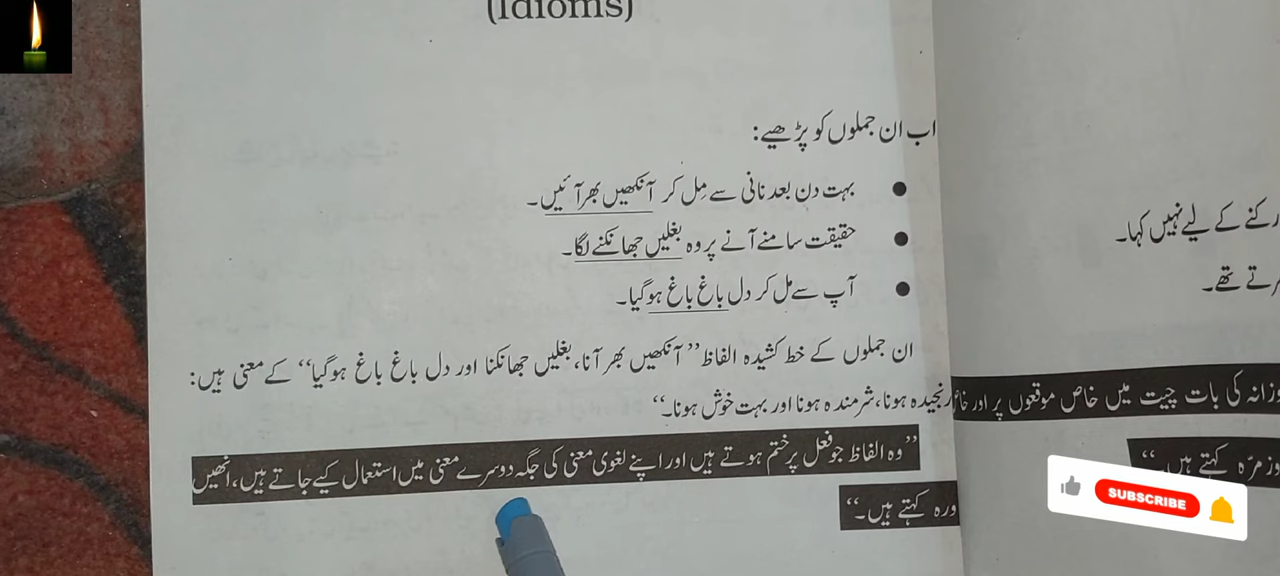 (Idioms)
اب ان جملوں کو پڑھیے:
● بہت دن بعد نانی سے مِل کر آنکھیں بھر آئیں۔
● حقیقت سامنے آنے پر وہ بغلیں جھانکنے لگا۔
● آپ سے مل کر دل باغ باغ ہوگیا۔
ان جملوں کے خط کشیدہ الفاظ ”آنکھیں بھر آنا، بغلیں جھانکنا اور دل باغ باغ ہوگیا“ کے معنی ہیں:
رنجیدہ ہونا، شرمندہ ہونا اور بہت خوش ہونا۔“
”وہ الفاظ جو فعل پر ختم ہوتے ہیں اور اپنے لغوی معنی کی جگہ دوسرے معنی میں استعمال کیے جاتے ہیں، انھیں
ورہ کہتے ہیں۔“
کنے کے لیے نہیں کہا۔
رتے تھے۔
وزانہ کی بات چیت میں خاص موقعوں پر اور
وزمرّہ کہتے ہیں۔“
SUBSCRIBE